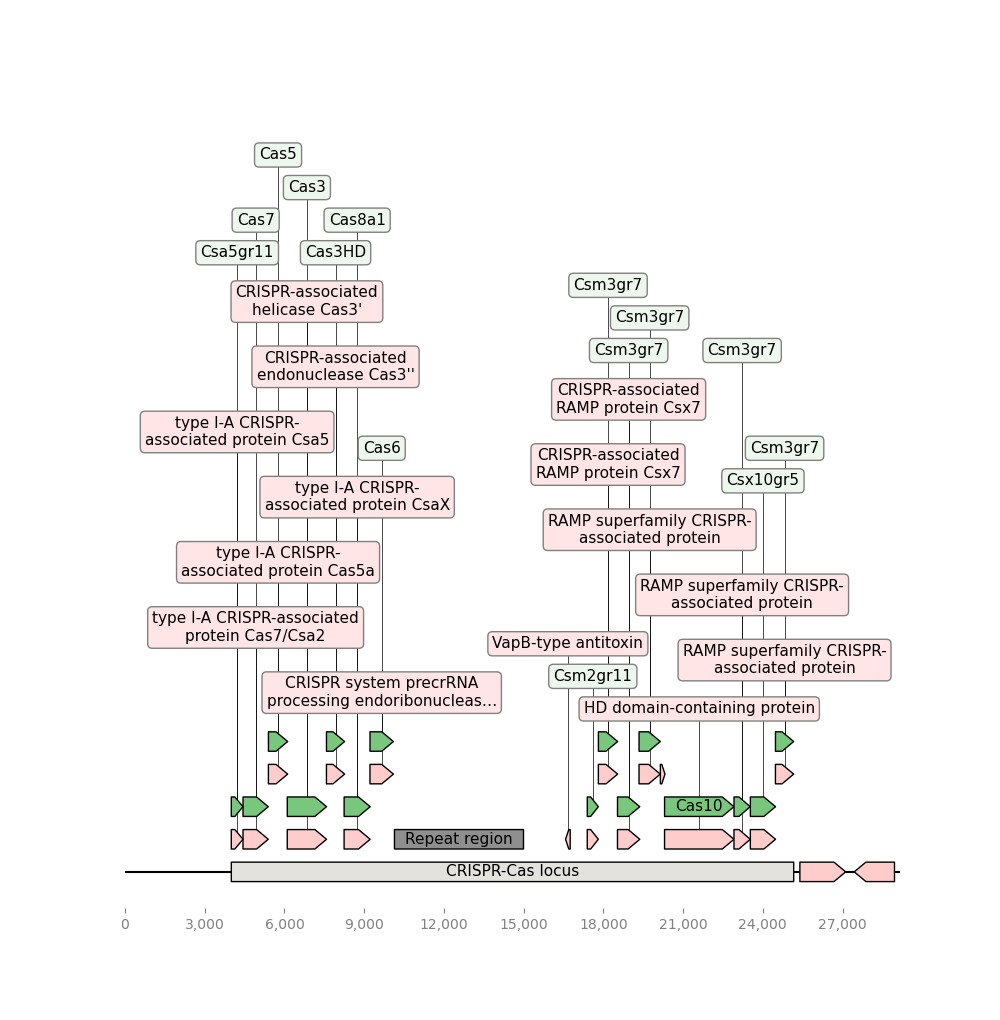 Cas5
Cas3
Cas7
Cas8a1
Csa5gr11
Cas3HD
CRISPR-associated
helicase Cas3'
Csm3gr7
Csm3gr7
Csm3gr7
Csm3gr7
CRISPR-associated
endonuclease Cas3''
CRISPR-associated
RAMP protein Csx7
type I-A CRISPR-
associated protein Csa5
Cas6
Csm3gr7
CRISPR-associated
RAMP protein Csx7
Csx10gr5
type I-A CRISPR-
associated protein CsaX
RAMP superfamily CRISPR-
associated protein
type I-A CRISPR-
associated protein Cas5a
RAMP superfamily CRISPR-
associated protein
type I-A CRISPR-associated
protein Cas7/Csa2
VapB-type antitoxin
RAMP superfamily CRISPR-
associated protein
Csm2gr11
CRISPR system precrRNA
processing endoribonucleas...
HD domain-containing protein
Cas10
Repeat region
CRISPR-Cas locus
0
3,000
6,000
9,000
12,000
15,000
18,000
21,000
24,000
27,000